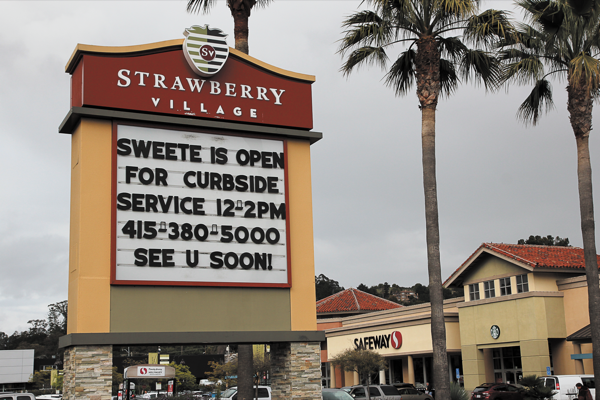 SV
STRAWBERRY
VILLAGE
SWEETE IS OPEN
FOR CURBSIDE
SERVICE 12-2PM
415-380-5000
SEE U SOON!
SAFEWAY